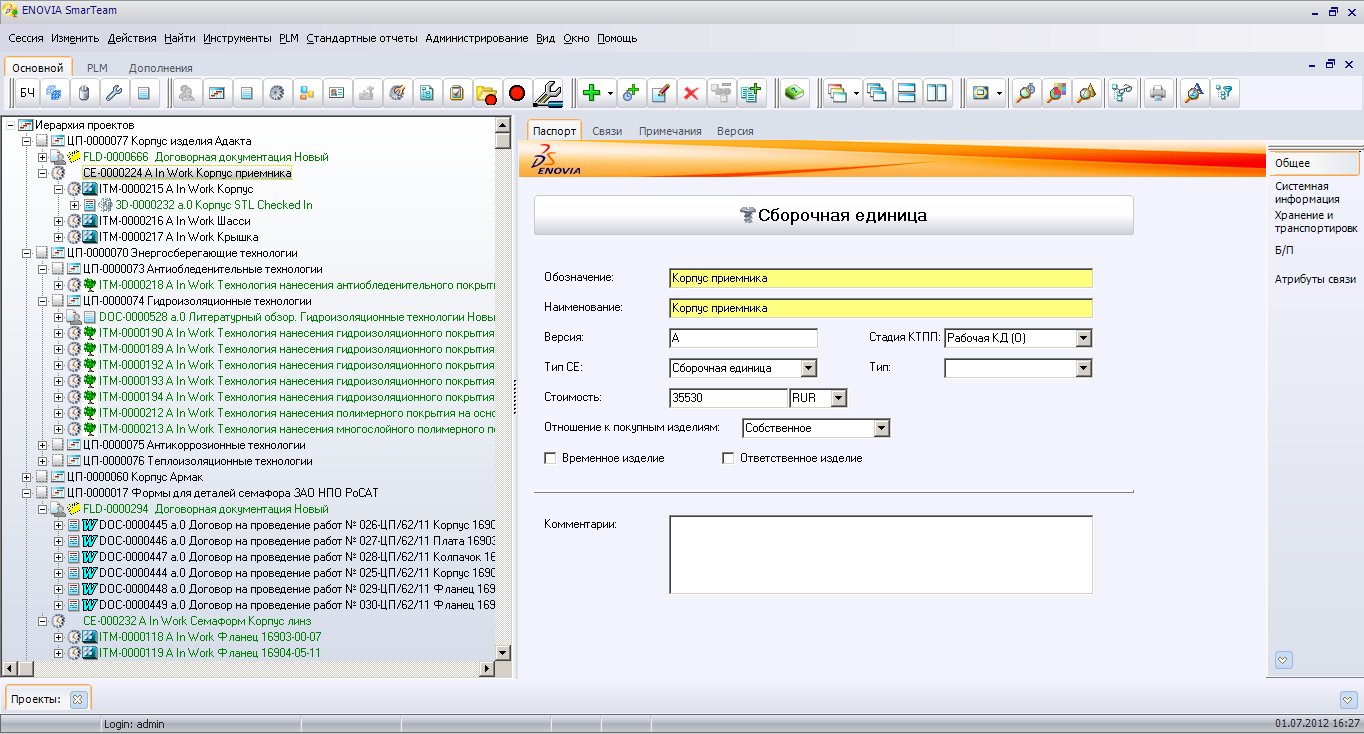 ENOVIA SmarTeam
Сессия Изменить Действия Найти Инструменты PLM Стандартные отчеты Администрирование Вид Окно Помощь
Основной PLM Дополнения
БЧ
Иерархия проектов
ЦП-0000077 Корпус изделия Адакта
FLD-0000666 Договорная документация Новый
CE-0000224 A In Work Корпус приемника
ITM-0000215 A In Work Корпус
3D-0000232 a.0 Корпус STL Checked In
ITM-0000216 A In Work Шасси
ITM-0000217 A In Work Крышка
ЦП-0000070 Энергосберегающие технологии
ЦП-0000073 Антиобледенительные технологии
ITM-0000218 A In Work Технология нанесения антиобледенительного покрыти
ЦП-0000074 Гидроизоляционные технологии
DOC-0000528 a.0 Литературный обзор. Гидроизоляционные технологии Новы
ITM-0000190 A In Work Технология нанесения гидроизоляционного покрытия
ITM-0000189 A In Work Технология нанесения гидроизоляционного покрытия
ITM-0000192 A In Work Технология нанесения гидроизоляционного покрытия
ITM-0000193 A In Work Технология нанесения гидроизоляционного покрытия
ITM-0000194 A In Work Технология нанесения гидроизоляционного покрытия
ITM-0000212 A In Work Технология нанесения полимерного покрытия на осно
ITM-0000213 A In Work Технология нанесения многослойного полимерного по
ЦП-0000075 Антикоррозионные технологии
ЦП-0000076 Теплоизоляционные технологии
ЦП-0000060 Корпус Армак
ЦП-0000017 Формы для деталей семафора ЗАО НПО РоСАТ
FLD-0000294 Договорная документация Новый
DOC-0000445 a.0 Договор на проведение работ № 026-ЦП/62/11 Корпус 1690
DOC-0000446 a.0 Договор на проведение работ № 027-ЦП/62/11 Плата 16903
DOC-0000447 a.0 Договор на проведение работ № 028-ЦП/62/11 Колпачок 16
DOC-0000444 a.0 Договор на проведение работ № 025-ЦП/62/11 Корпус 1690
DOC-0000448 a.0 Договор на проведение работ № 029-ЦП/62/11 Фланец 169
DOC-0000449 a.0 Договор на проведение работ № 030-ЦП/62/11 Фланец 169
CE-000232 A In Work Семаформ Корпус линз
ITM-0000118 A In Work Фланец 16903-00-07
ITM-0000119 A In Work Фланец 16904-05-11
Паспорт Связи Примечания Версия
ENOVIA
Сборочная единица
Обозначение: Корпус приемника
Наименование: Корпус приемника
Версия: A Стадия КТПП: Рабочая КД (О)
Тип СЕ: Сборочная единица Тип:
Стоимость: 35530 RUR
Отношение к покупным изделиям: Собственное
Временное изделие Ответственное изделие
Комментарии:
Общее
Системная
информация
Хранение и
транспортировк
Б/П
Атрибуты связи
Проекты:
Login: admin 01.07.2012 16:27